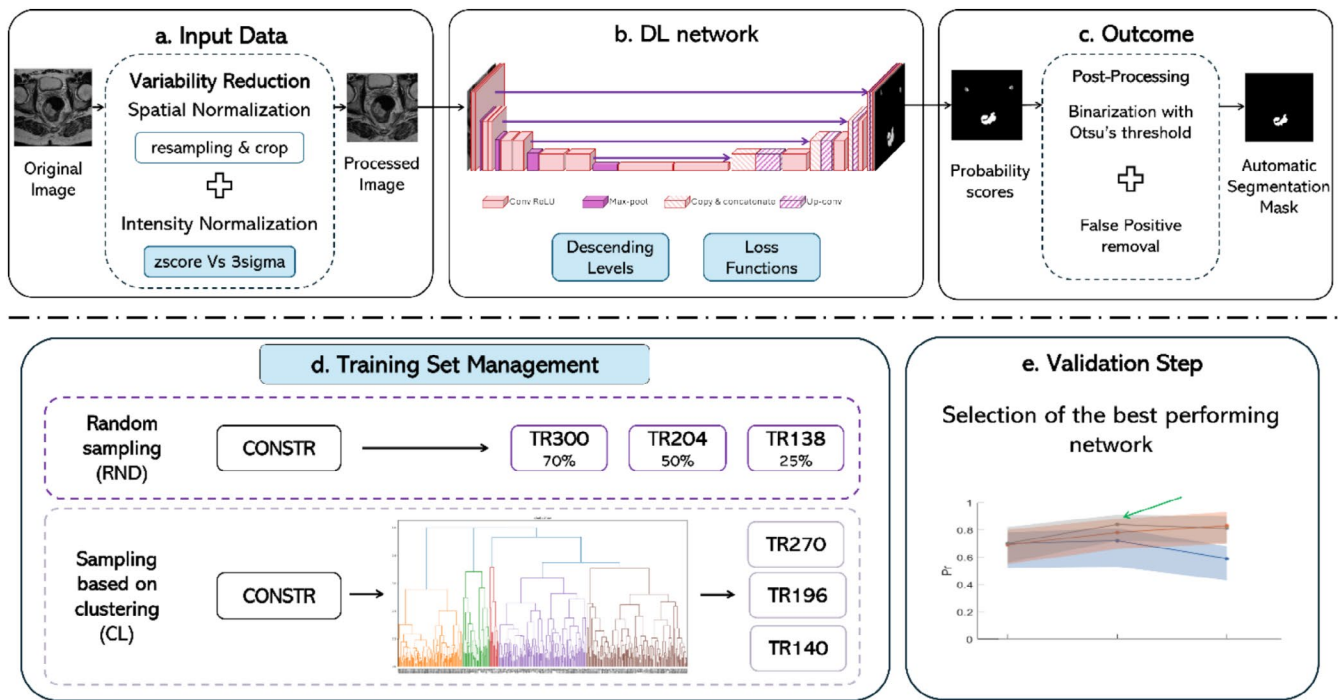 a. Input Data
Variability Reduction
Spatial Normalization
resampling & crop
Intensity Normalization
zscore Vs 3sigma
Original
Image
Processed
Image
b. DL network
Conv ReLU
Max-pool
Copy & concatenate
Up-conv
Descending
Levels
Loss
Functions
c. Outcome
Probability
scores
Post-Processing
Binarization with
Otsu's threshold
False Positive
removal
Automatic
Segmentation
Mask
d. Training Set Management
Random
sampling
(RND)
CONSTR
TR300
70%
TR204
50%
TR138
25%
Sampling
based on
clustering
(CL)
CONSTR
TR270
TR196
TR140
e. Validation Step
Selection of the best performing
network
Pr
1
0.8
0.6
0.4
0.2
0